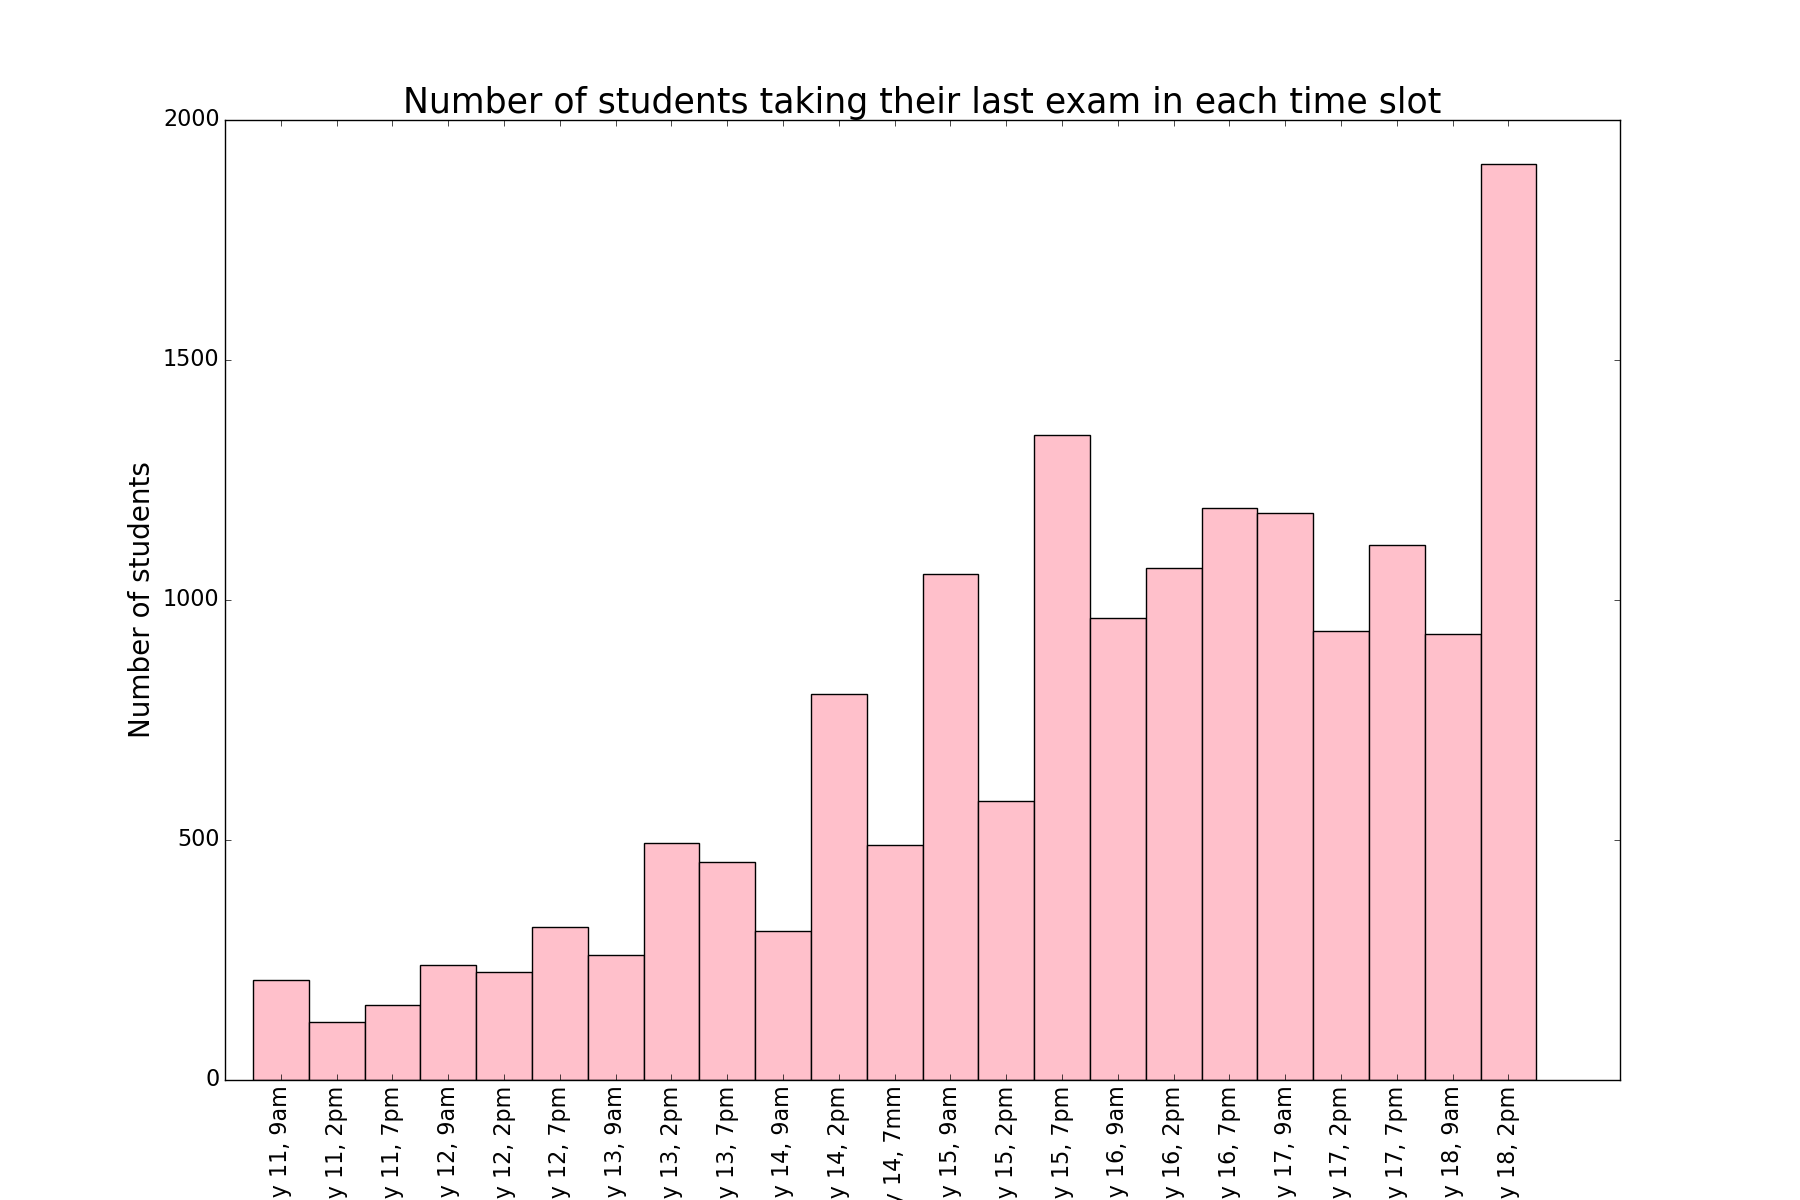 Number of students taking their last exam in each time slot
Number of students
2000
1500
1000
500
0
y 11, 9am
y 11, 2pm
y 11, 7pm
y 12, 9am
y 12, 2pm
y 12, 7pm
y 13, 9am
y 13, 2pm
y 13, 7pm
y 14, 9am
y 14, 2pm
y 14, 7mm
y 15, 9am
y 15, 2pm
y 15, 7pm
y 16, 9am
y 16, 2pm
y 16, 7pm
y 17, 9am
y 17, 2pm
y 17, 7pm
y 18, 9am
y 18, 2pm